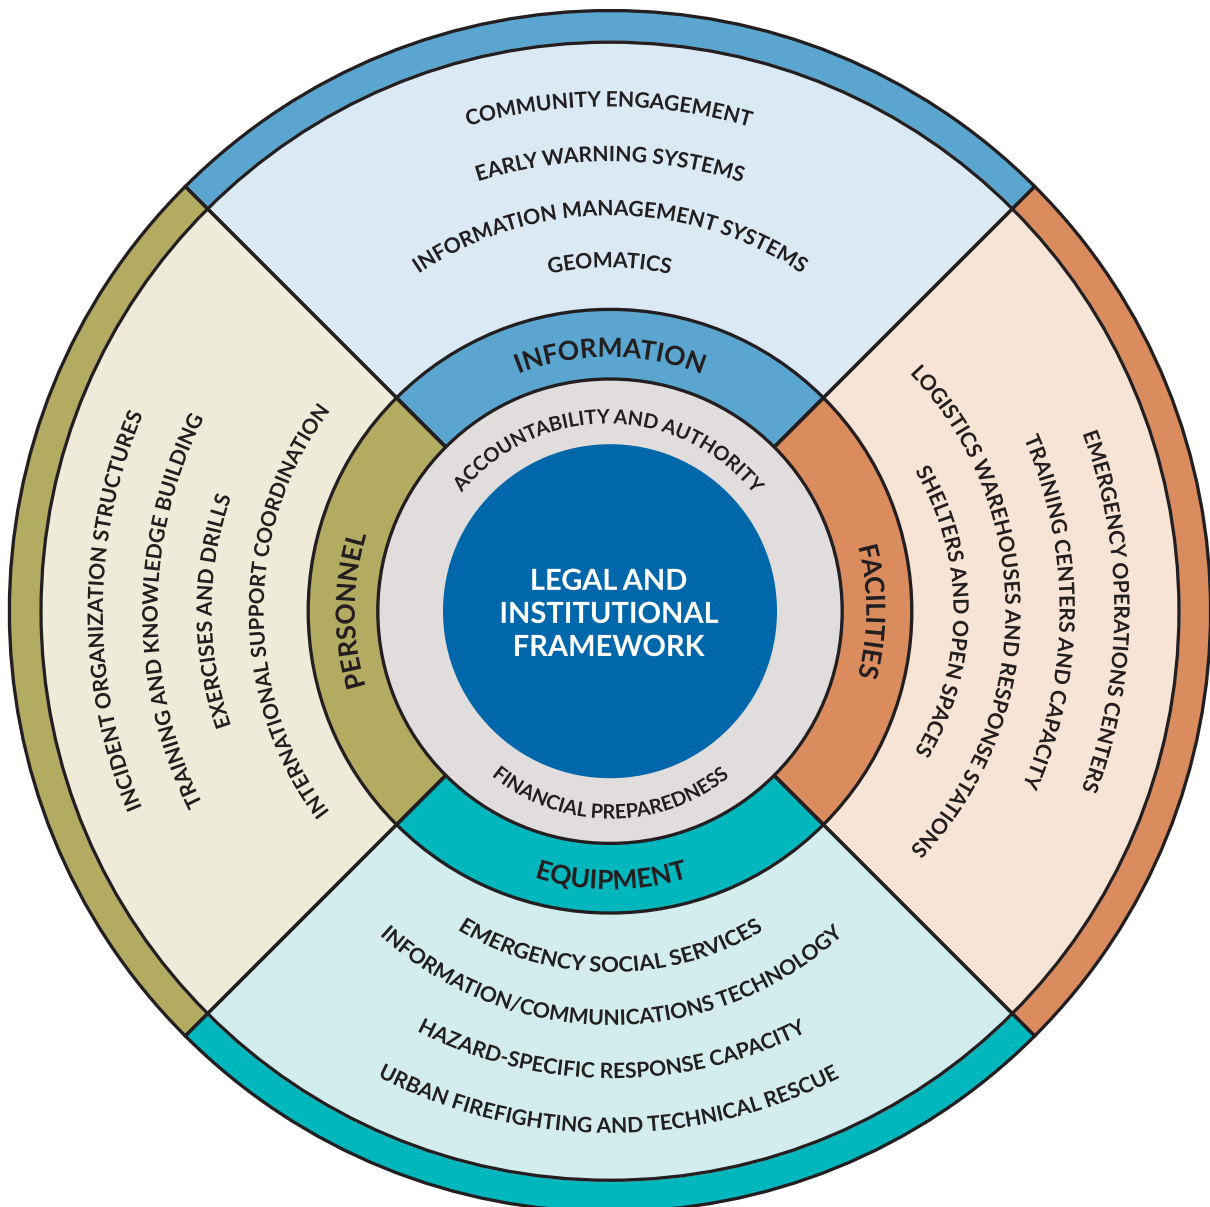 COMMUNITY ENGAGEMENT
EARLY WARNING SYSTEMS
INFORMATION MANAGEMENT SYSTEMS
GEOMATICS
INFORMATION
ACCOUNTABILITY AND AUTHORITY
LEGAL AND
INSTITUTIONAL
FRAMEWORK
FINANCIAL PREPAREDNESS
FACILITIES
EMERGENCY OPERATIONS CENTERS
TRAINING CENTERS AND CAPACITY
LOGISTICS WAREHOUSES AND RESPONSE STATIONS
SHELTERS AND OPEN SPACES
EQUIPMENT
EMERGENCY SOCIAL SERVICES
INFORMATION/COMMUNICATIONS TECHNOLOGY
HAZARD-SPECIFIC RESPONSE CAPACITY
URBAN FIREFIGHTING AND TECHNICAL RESCUE
PERSONNEL
INCIDENT ORGANIZATION STRUCTURES
TRAINING AND KNOWLEDGE BUILDING
EXERCISES AND DRILLS
INTERNATIONAL SUPPORT COORDINATION